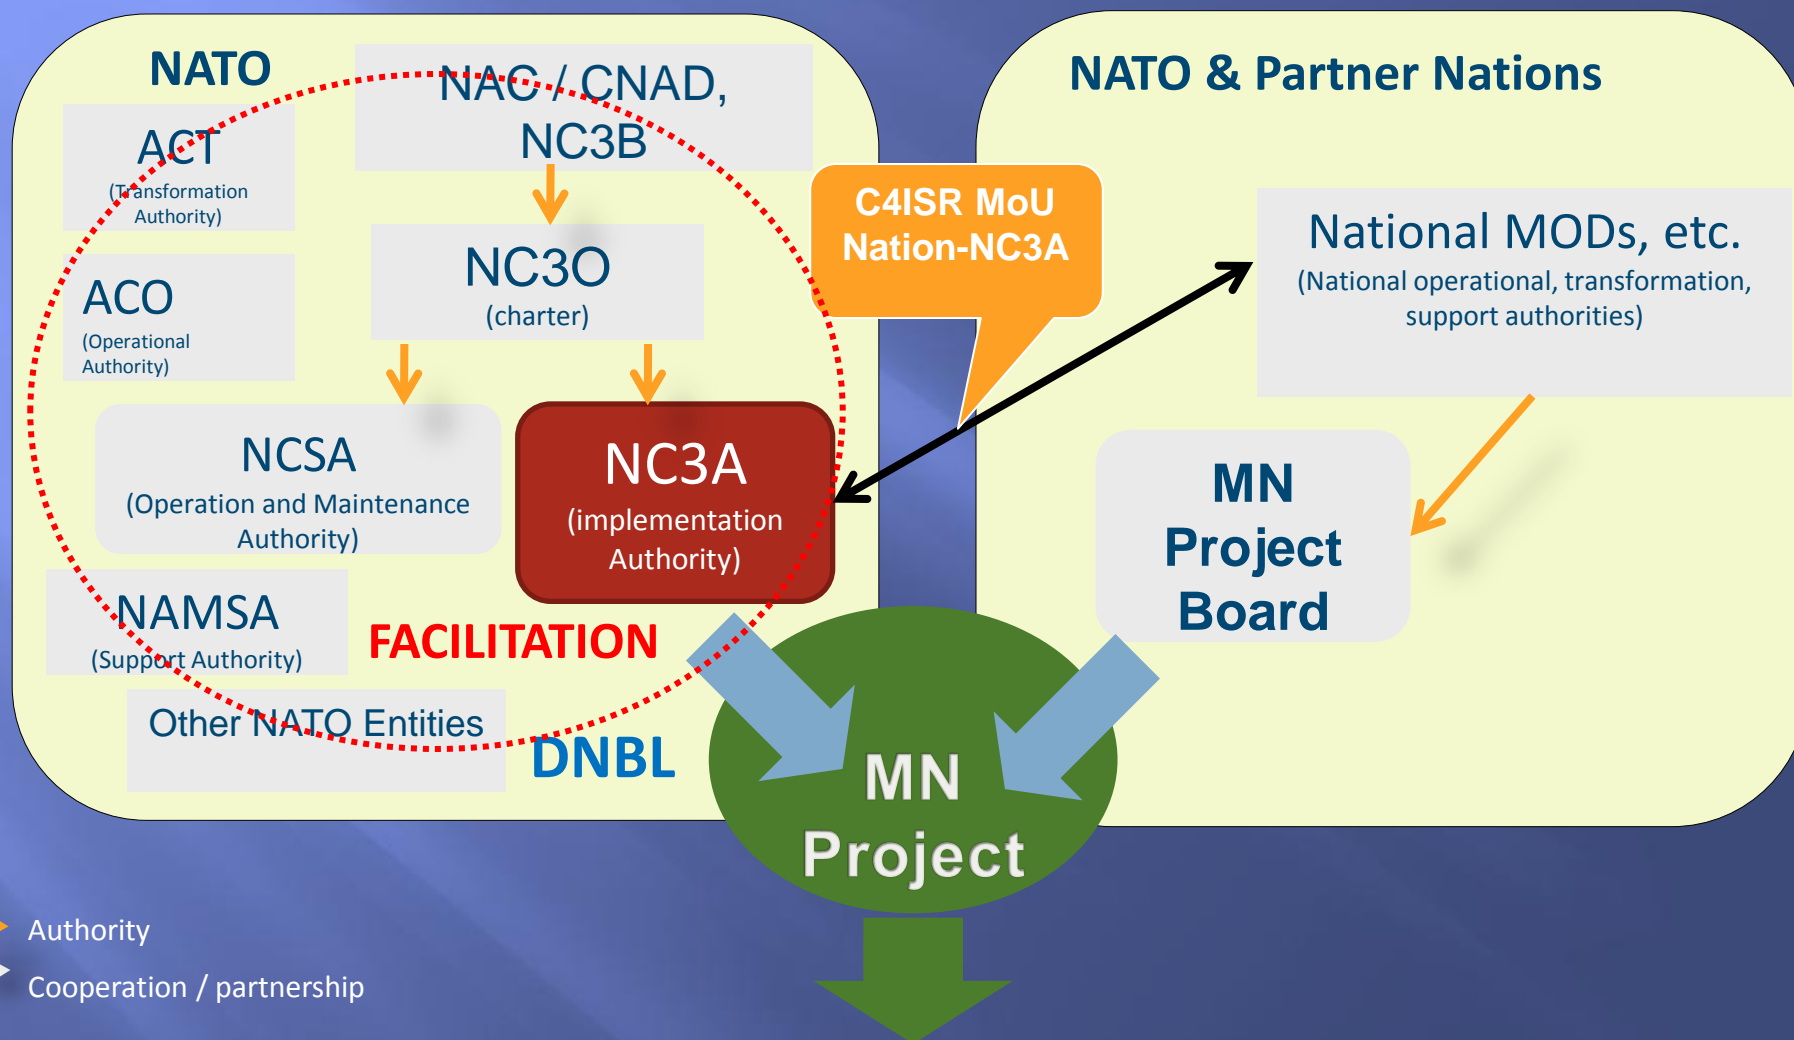 NATO
NAC / CNAD,
NC3B
ACT
(Transformation
Authority)
ACO
(Operational
Authority)
NC3O
(charter)
NCSA
(Operation and Maintenance
Authority)
NC3A
(implementation
Authority)
NAMSA
(Support Authority)
FACILITATION
Other NATO Entities
DNBL
C4ISR MoU
Nation-NC3A
NATO & Partner Nations
National MODs, etc.
(National operational, transformation,
support authorities)
MN
Project
Board
MN
Project
Authority
Cooperation / partnership